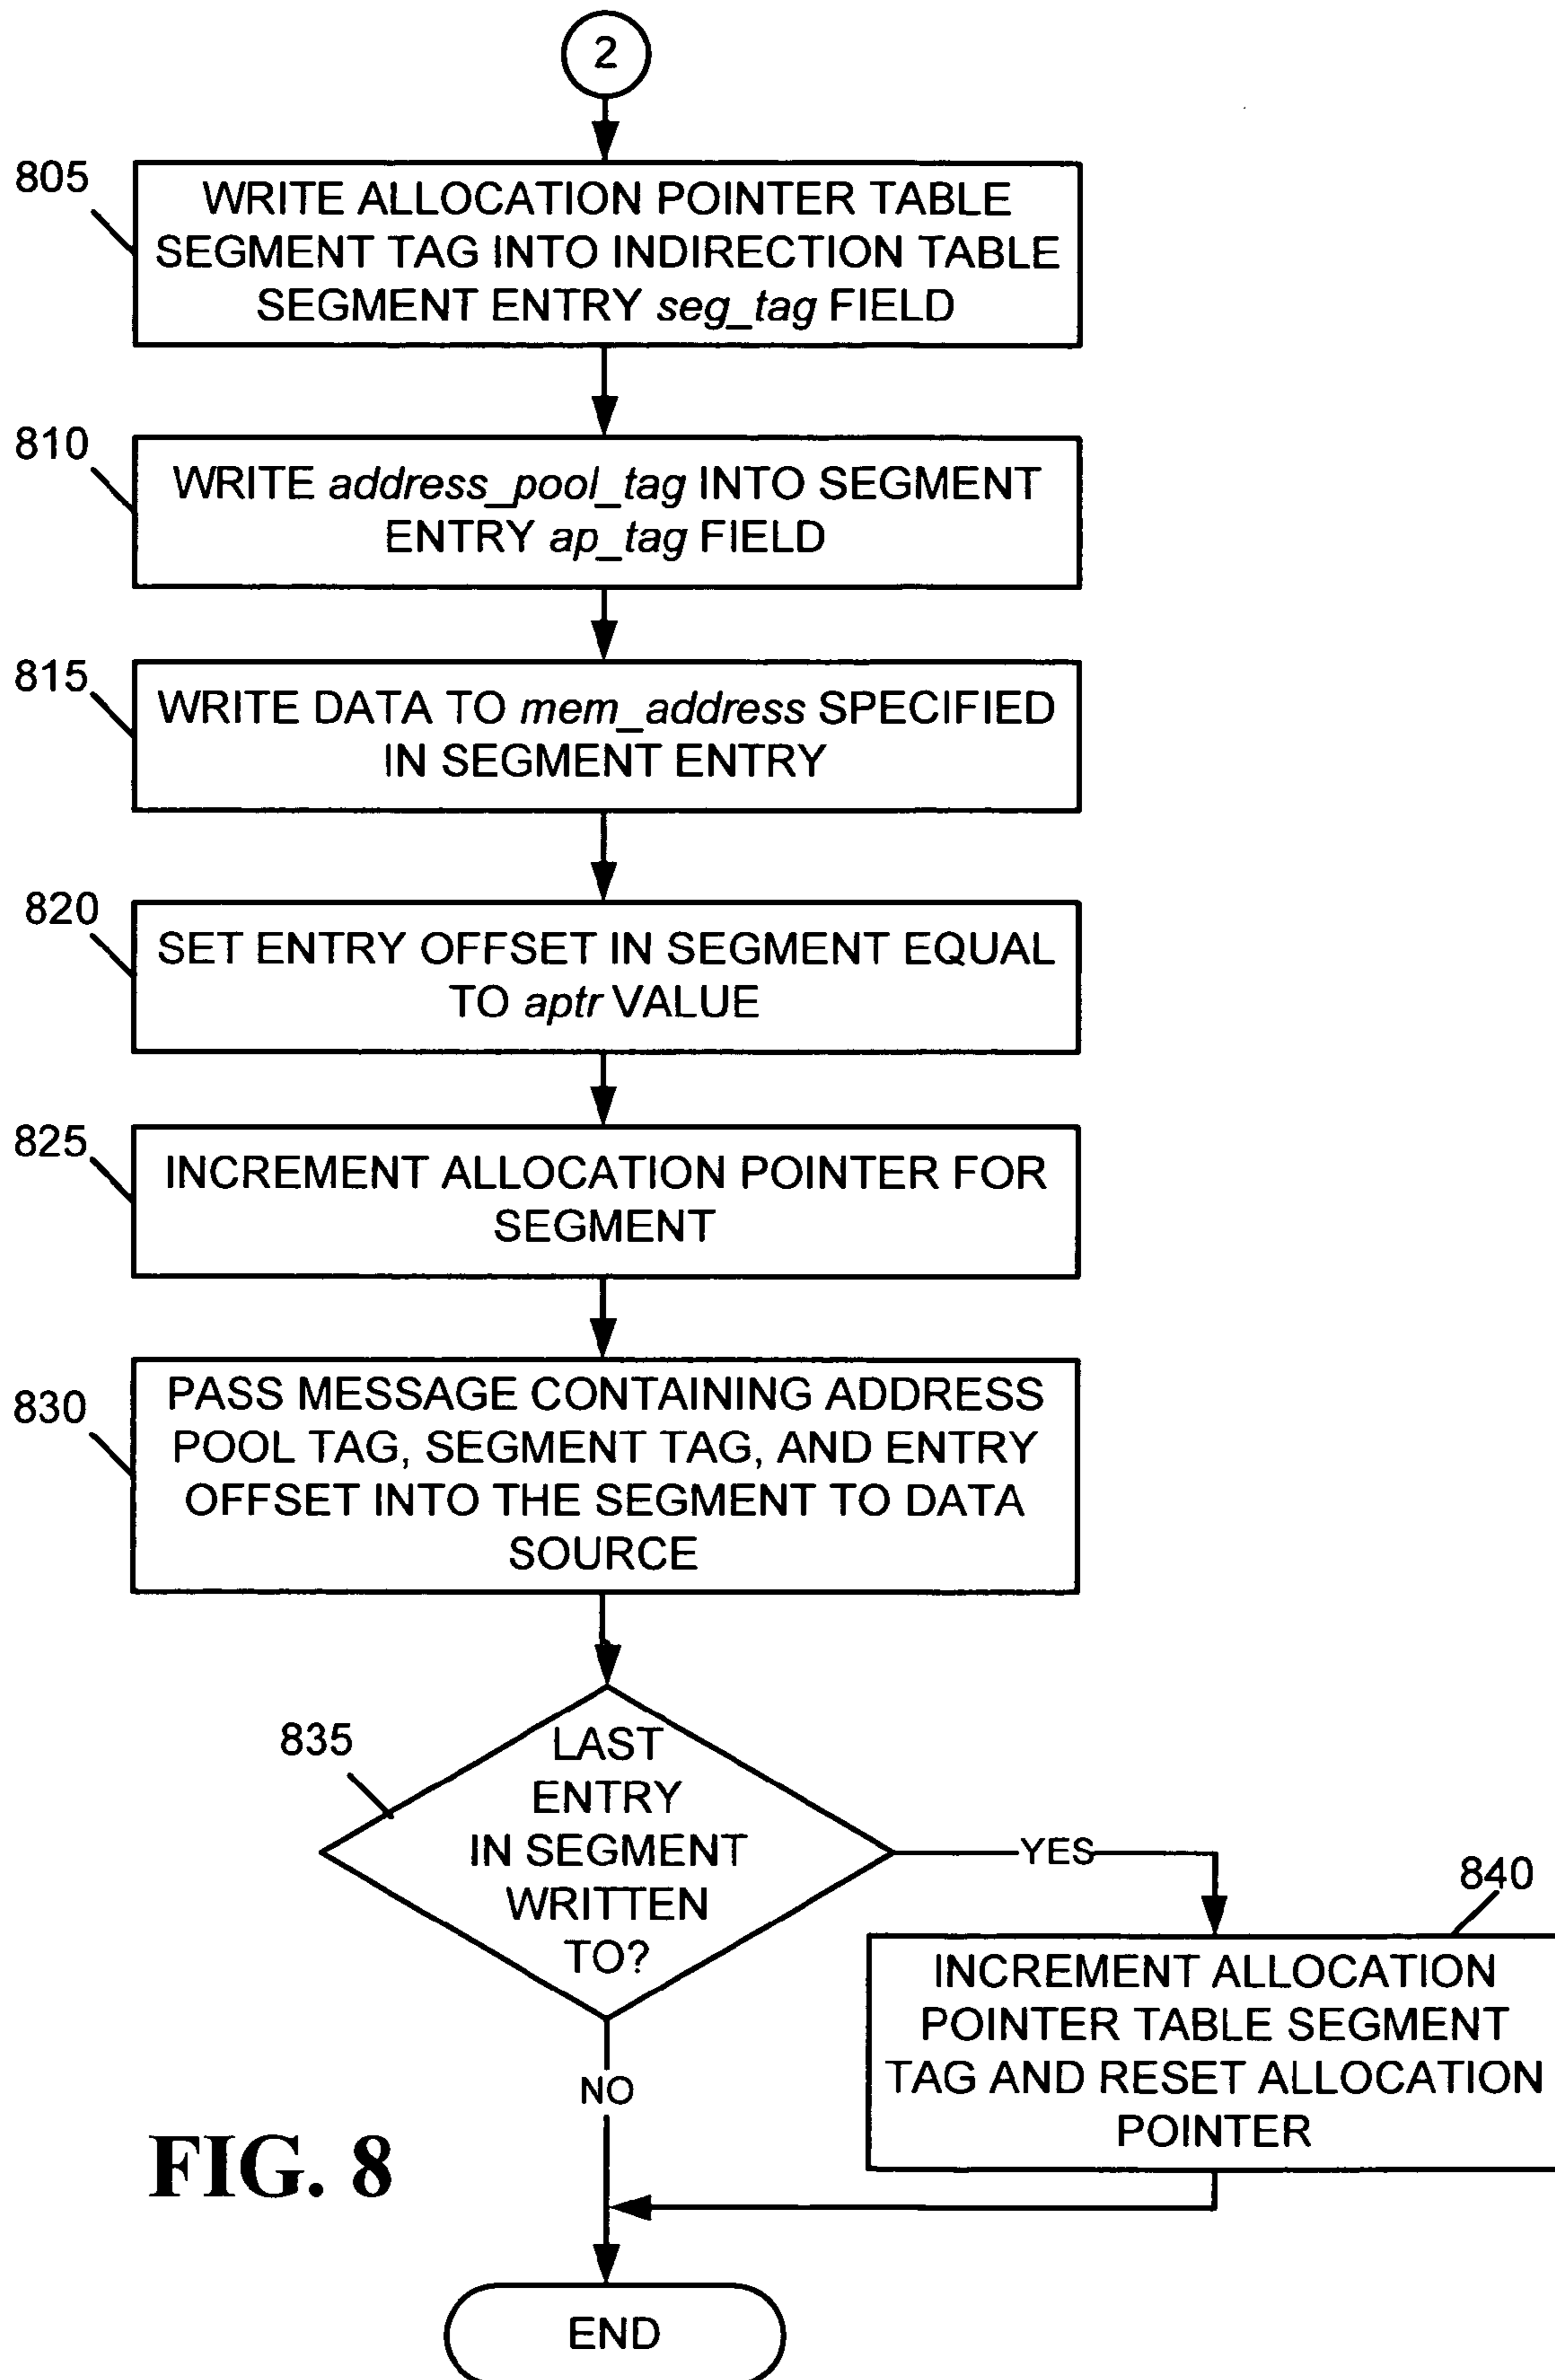 2
805
WRITE ALLOCATION POINTER TABLE
SEGMENT TAG INTO INDIRECTION TABLE
SEGMENT ENTRY seg_tag FIELD
810
WRITE address_pool_tag INTO SEGMENT
ENTRY ap_tag FIELD
815
WRITE DATA TO mem_address SPECIFIED
IN SEGMENT ENTRY
820
SET ENTRY OFFSET IN SEGMENT EQUAL
TO aptr VALUE
825
INCREMENT ALLOCATION POINTER FOR
SEGMENT
830
PASS MESSAGE CONTAINING ADDRESS
POOL TAG, SEGMENT TAG, AND ENTRY
OFFSET INTO THE SEGMENT TO DATA
SOURCE
835
LAST
ENTRY
IN SEGMENT
WRITTEN
TO?
YES
840
INCREMENT ALLOCATION
POINTER TABLE SEGMENT
TAG AND RESET ALLOCATION
POINTER
NO
FIG. 8
END